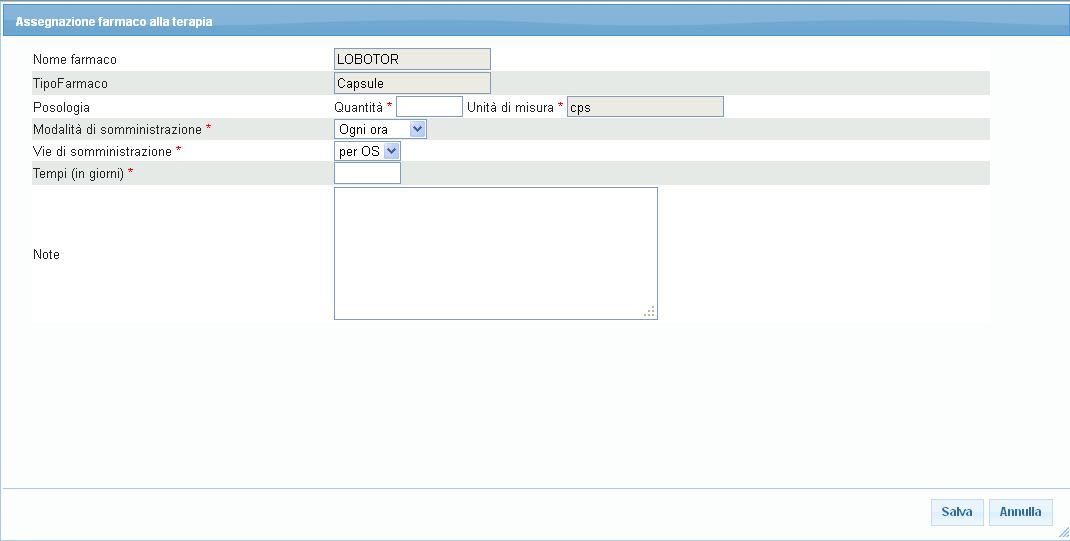 Assegnazione farmaco alla terapia
Nome farmaco LOBOTOR
TipoFarmaco Capsule
Posologia Quantità * Unità di misura * cps
Modalità di somministrazione * Ogni ora
Vie di somministrazione * per OS
Tempi (in giorni) *
Note
Salva Annulla